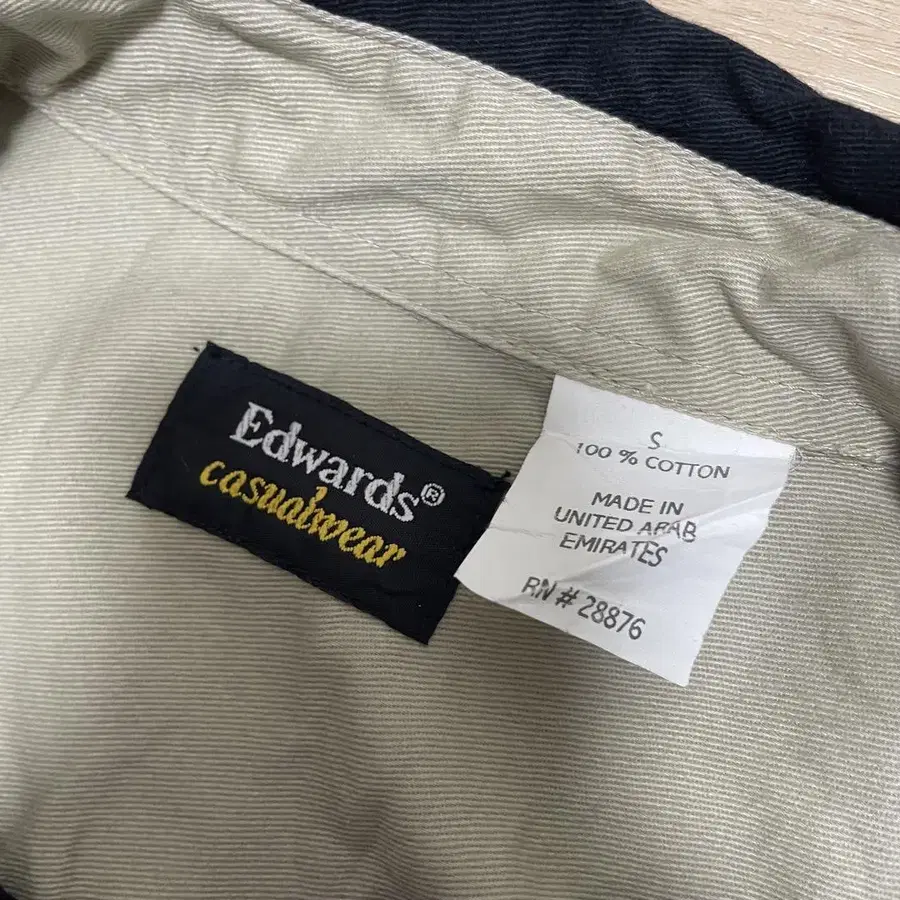 Edwards®
casualwear
S
100 % COTTON
MADE IN
UNITED ARAB
EMIRATES
RN # 28876